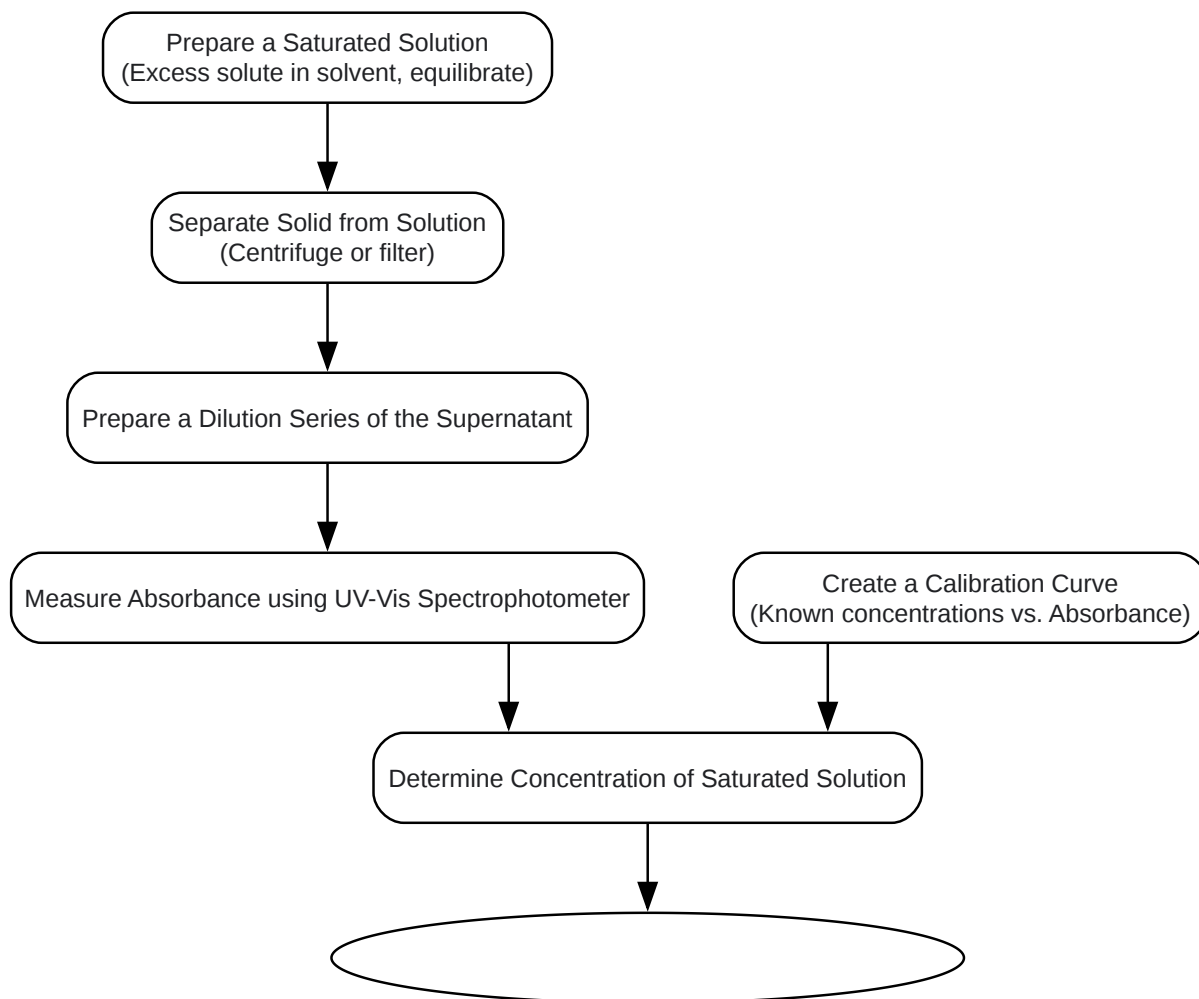 Prepare a Saturated Solution
(Excess solute in solvent, equilibrate)
Separate Solid from Solution
(Centrifuge or filter)
Prepare a Dilution Series of the Supernatant
Measure Absorbance using UV-Vis Spectrophotometer
Create a Calibration Curve
(Known concentrations vs. Absorbance)
Determine Concentration of Saturated Solution